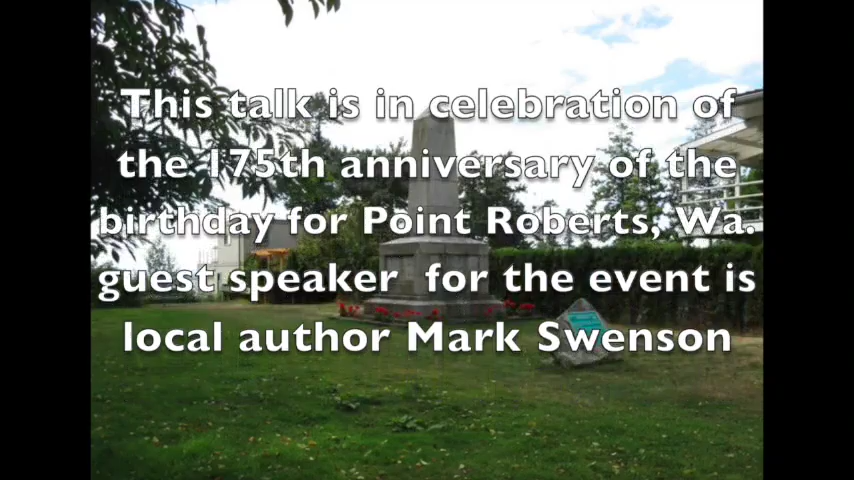 This talk is in celebration of
the 175th anniversary of the
birthday for Point Roberts, Wa.
guest speaker for the event is
local author Mark Swenson